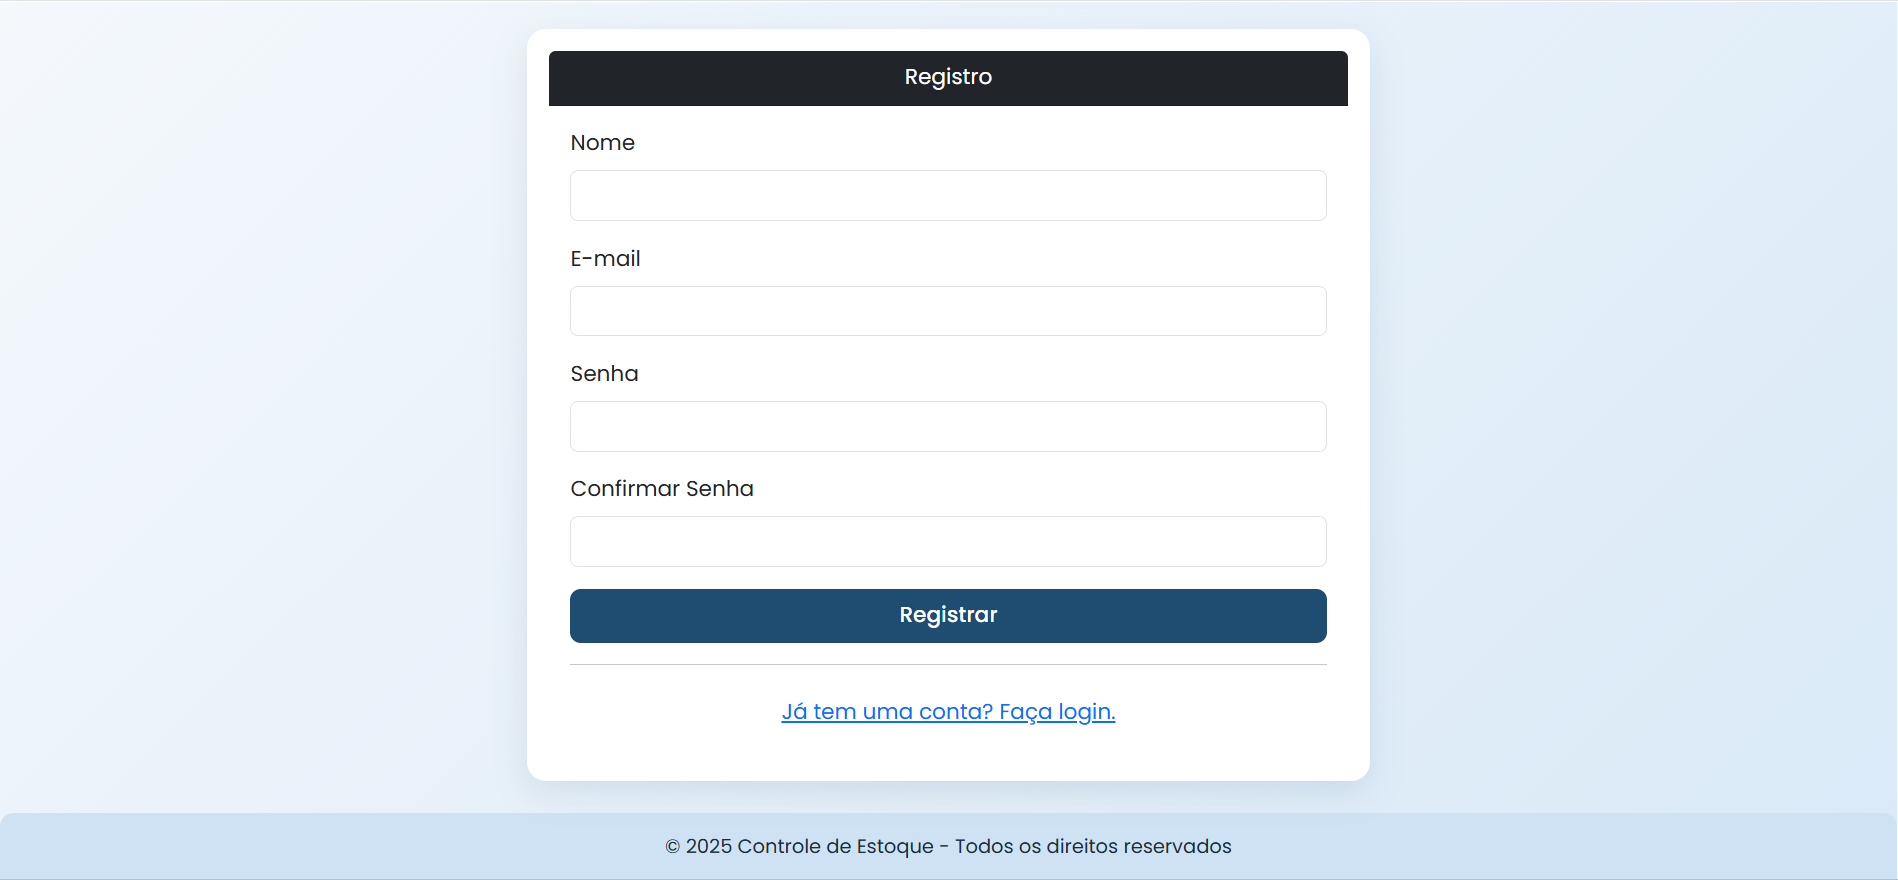 Registro
Nome
E-mail
Senha
Confirmar Senha
Registrar
Já tem uma conta? Faça login.
© 2025 Controle de Estoque - Todos os direitos reservados